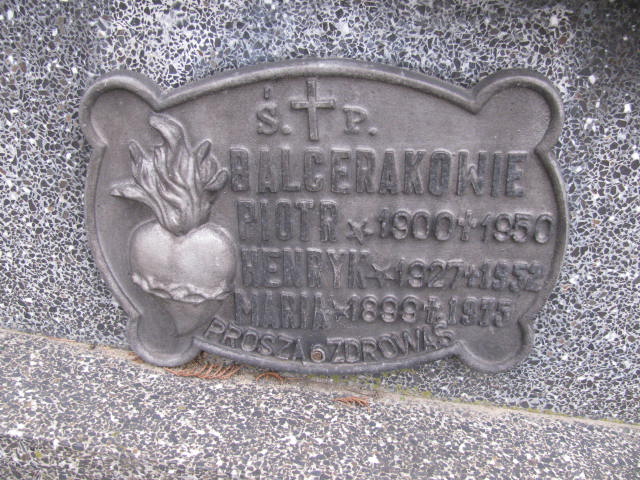 Ś. P.
BALCERAKOWIE
PIOTR *1900 +1950
HENRYK *1927 +1952
MARIA *1899 +1975
PROSZĄ O ZDROWAŚ